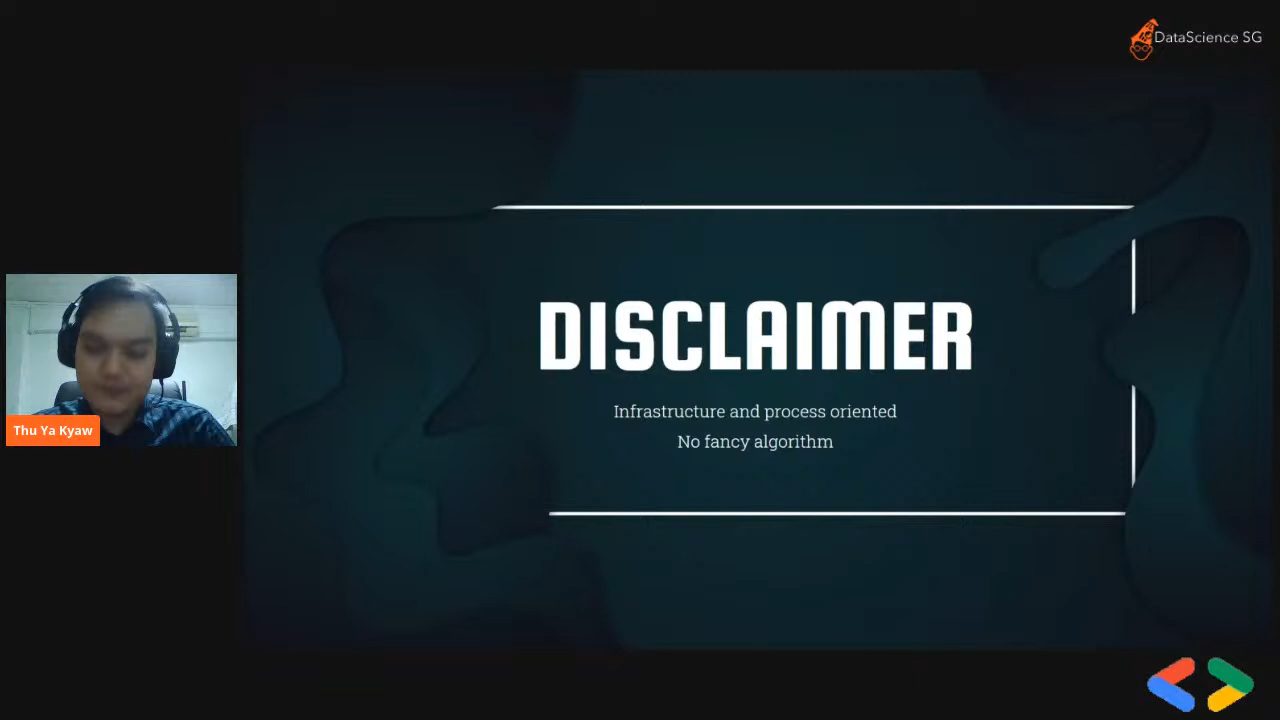 DataScience SG
DISCLAIMER
Infrastructure and process oriented
No fancy algorithm
Thu Ya Kyaw